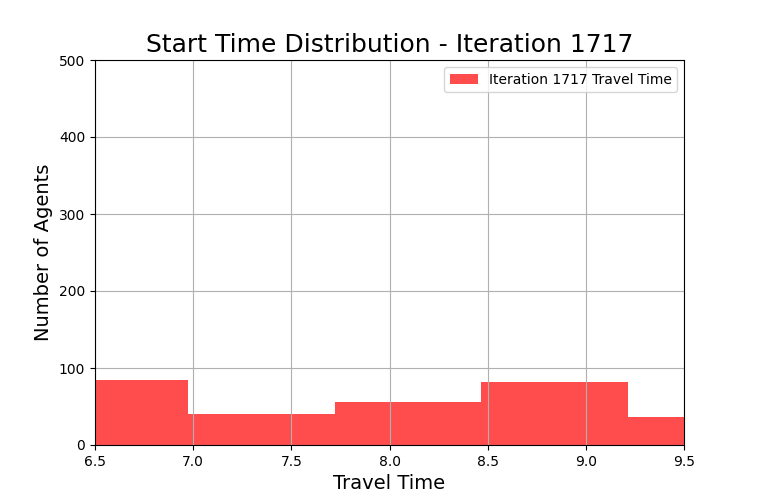 Start Time Distribution - Iteration 1717
Iteration 1717 Travel Time
Number of Agents
500
400
300
200
100
0
6.5 7.0 7.5 8.0 8.5 9.0 9.5
Travel Time